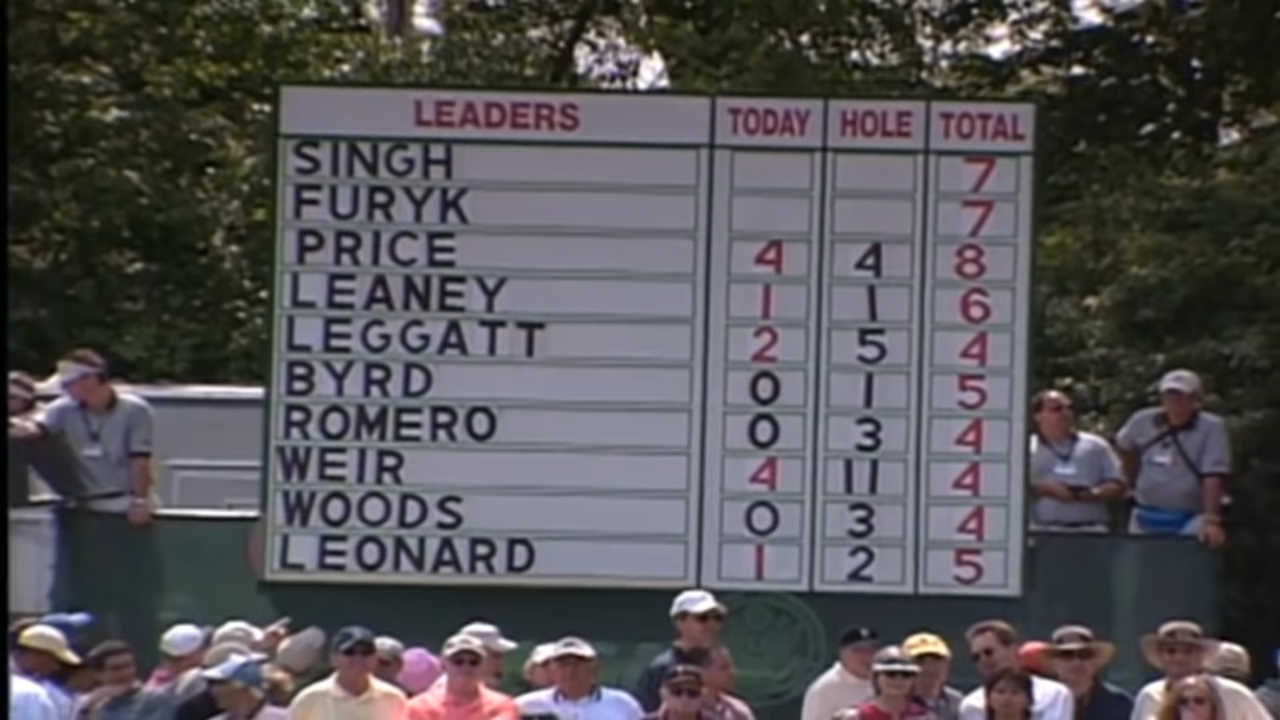 LEADERS TODAY HOLE TOTAL
SINGH 7
FURYK 7
PRICE 4 4 8
LEANEY 1 1 6
LEGGATT 2 5 4
BYRD 0 1 5
ROMERO 0 3 4
WEIR 4 11 4
WOODS 0 3 4
LEONARD 1 2 5